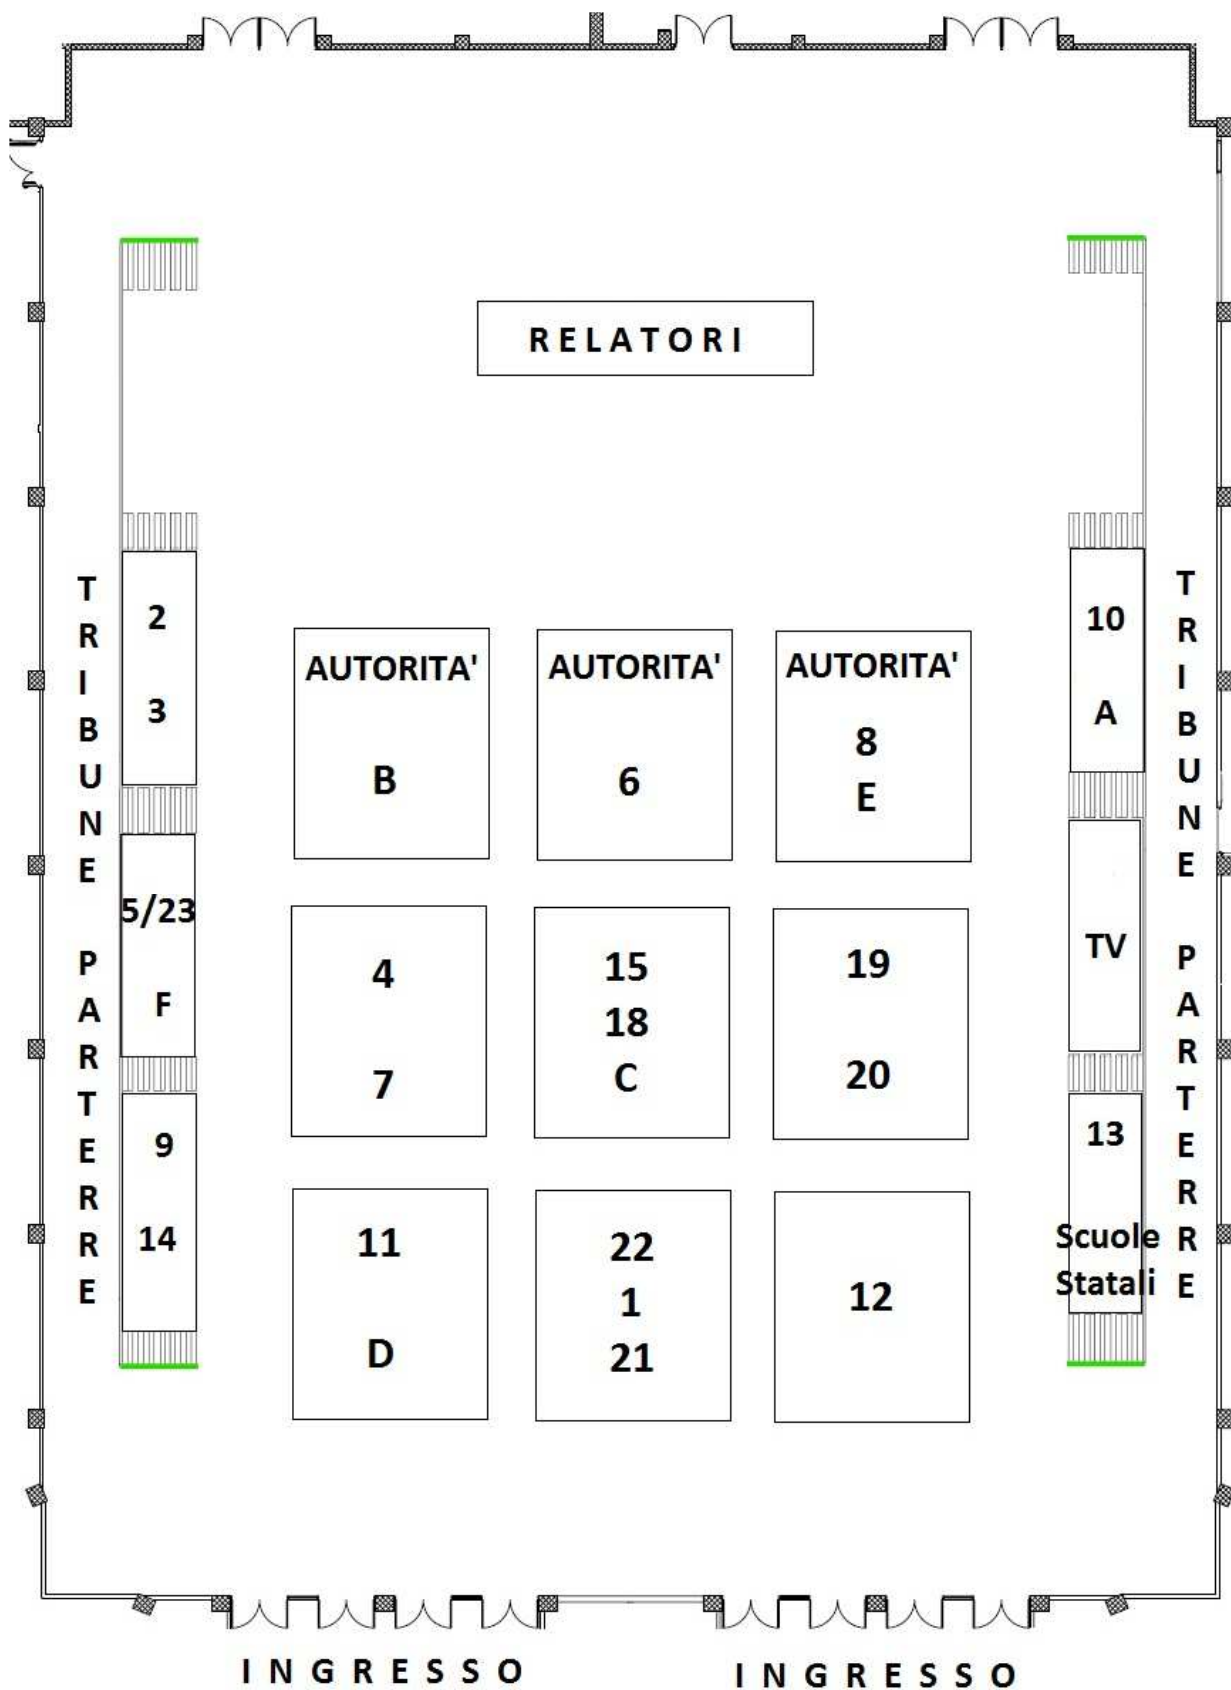 RELATORI
TRIBUNE PARTERRE
2
3
5/23
F
9
14
AUTORITA'
B
AUTORITA'
6
AUTORITA'
8
E
4
7
15
18
C
19
20
11
D
22
1
21
12
10
A
TV
13
Scuole
Statali
TRIBUNE PARTERRE
INGRESSO
INGRESSO